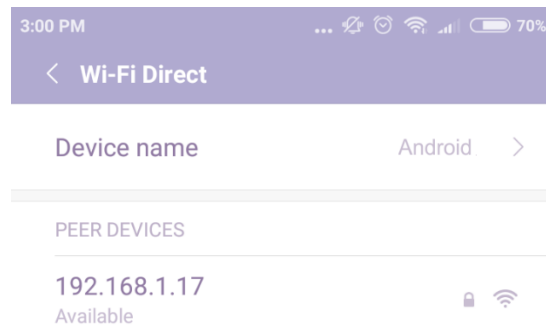 3:00 PM ... 70%
Wi-Fi Direct
Device name Android
PEER DEVICES
192.168.1.17
Available